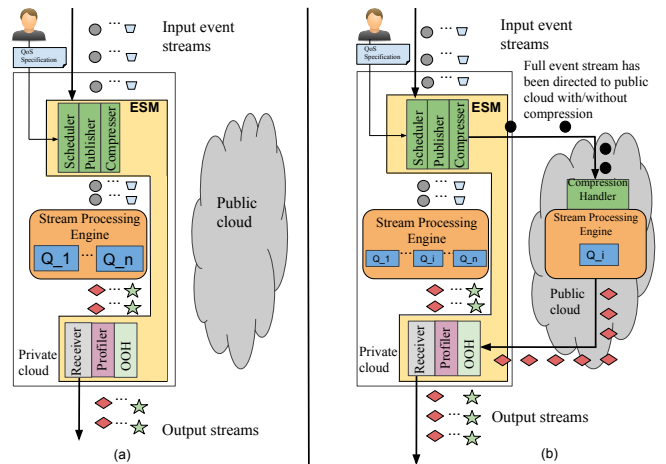 Input event
streams
QoS
Specification
ESM
Scheduler
Publisher
Compresser
...
...
Stream Processing
Engine
Q_1 ... Q_n
...
...
Receiver
Profiler
OOH
Private
cloud
Public
cloud
...
...
Output streams
(a)
Input event
streams
QoS
Specification
Full event stream has
been directed to public
cloud with/without
compression
ESM
Scheduler
Publisher
Compresser
Compression
Handler
Stream Processing
Engine
Q_1 ... Q_i ... Q_n
Stream Processing
Engine
Q_i
Public
cloud
Receiver
Profiler
OOH
Private
cloud
Output streams
(b)